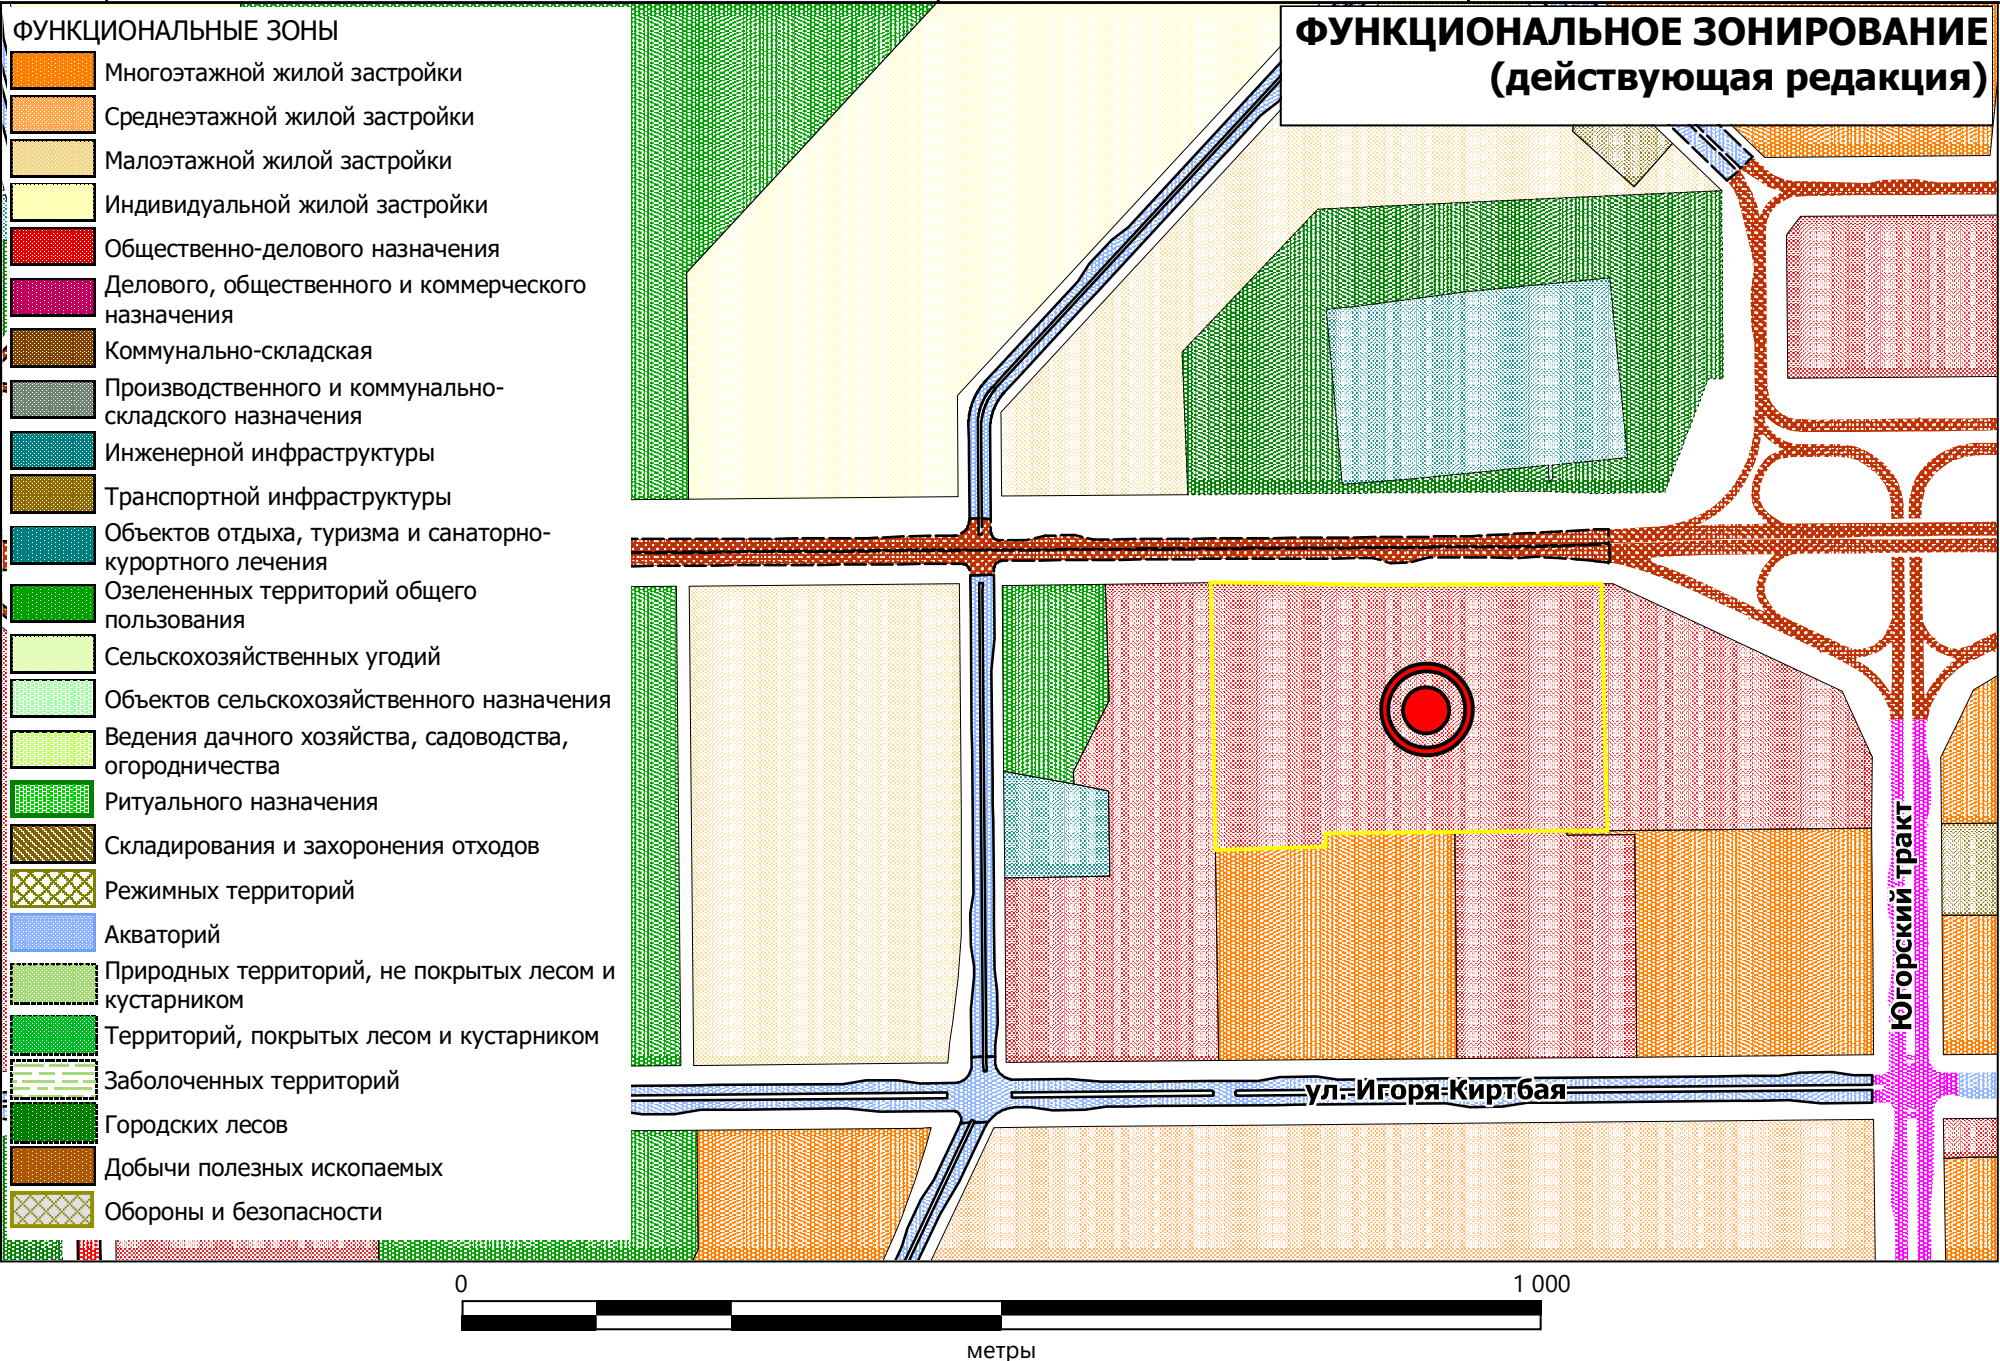 ФУНКЦИОНАЛЬНЫЕ ЗОНЫ
Многоэтажной жилой застройки
Среднеэтажной жилой застройки
Малоэтажной жилой застройки
Индивидуальной жилой застройки
Общественно-делового назначения
Делового, общественного и коммерческого
назначения
Коммунально-складская
Производственного и коммунально-
складского назначения
Инженерной инфраструктуры
Транспортной инфраструктуры
Объектов отдыха, туризма и санаторно-
курортного лечения
Озелененных территорий общего
пользования
Сельскохозяйственных угодий
Объектов сельскохозяйственного назначения
Ведения дачного хозяйства, садоводства,
огородничества
Ритуального назначения
Складирования и захоронения отходов
Режимных территорий
Акваторий
Природных территорий, не покрытых лесом и
кустарником
Территорий, покрытых лесом и кустарником
Заболоченных территорий
Городских лесов
Добычи полезных ископаемых
Обороны и безопасности
ФУНКЦИОНАЛЬНОЕ ЗОНИРОВАНИЕ
(действующая редакция)
Югорский тракт
ул. Игоря Киртбая
0
1 000
метры